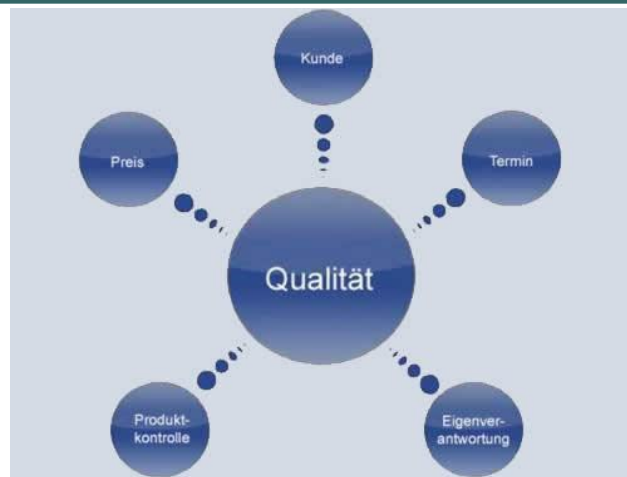 Kunde
Preis
Termin
Qualität
Produkt-
kontrolle
Eigenver-
antwortung